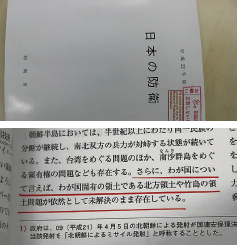 日本の防衛
朝鮮半島においては、半世紀以上にわたり同一民族の
分断が継続し、南北双方の兵力が対峙する状態が続いて
いる。また、台湾をめぐる問題のほか、南沙群島をめぐ
る領有権の問題なども存在する。さらに、わが国につい
て言えば、わが国固有の領土である北方領土や竹島の領
土問題が依然として未解決のまま存在している。
1）政府は、09（平成21）年4月5日の北朝鮮による発射が国連安保理決
当該発射を「北朝鮮によるミサイル発射」と呼称することとした。